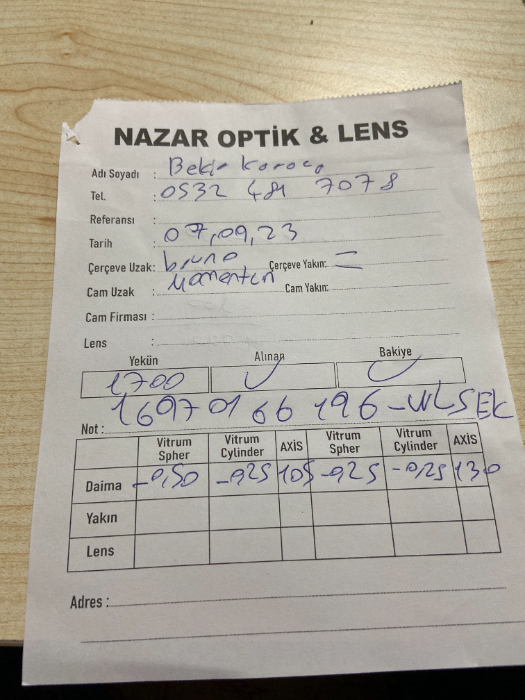 NAZAR OPTİK & LENS
Adı Soyadı : Bekir Karaca
Tel. : 0532 481 7078
Referansı :
Tarih : 07,09,23
Çerçeve Uzak: bruno Çerçeve Yakın: =
Cam Uzak : Cam Yakın:
Cam Firması :
Lens :
Yekün Alınan Bakiye
1700
Not : 16970166196-
Vitrum Spher Vitrum Cylinder AXİS Vitrum Spher Vitrum Cylinder AXİS
Daima -0,50 -0,25 105 -0,25 -0,25 130
Yakın
Lens
Adres :